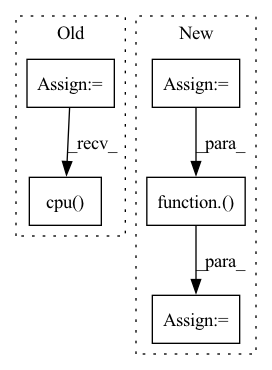 Old
New
Assign:=
Assign:=
_recv_
_para_
cpu()
function.()
_para_
Assign:=